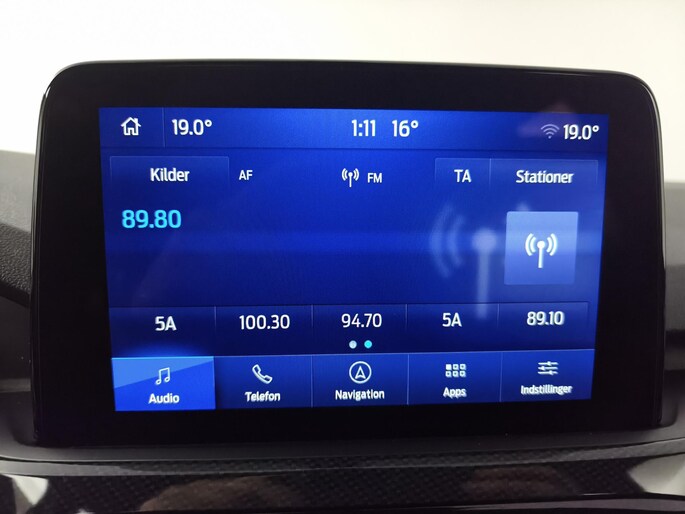 19.0° 1:11 16° 19.0°
Kilder AF FM TA Stationer
89.80
5A 100.30 94.70 5A 89.10
Audio Telefon Navigation Apps Indstillinger